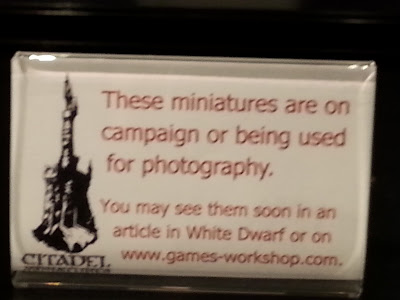 These miniatures are on
campaign or being used
for photography.
You may see them soon in an
article in White Dwarf or on
www.games-workshop.com.
CITADEL
MINIATURES